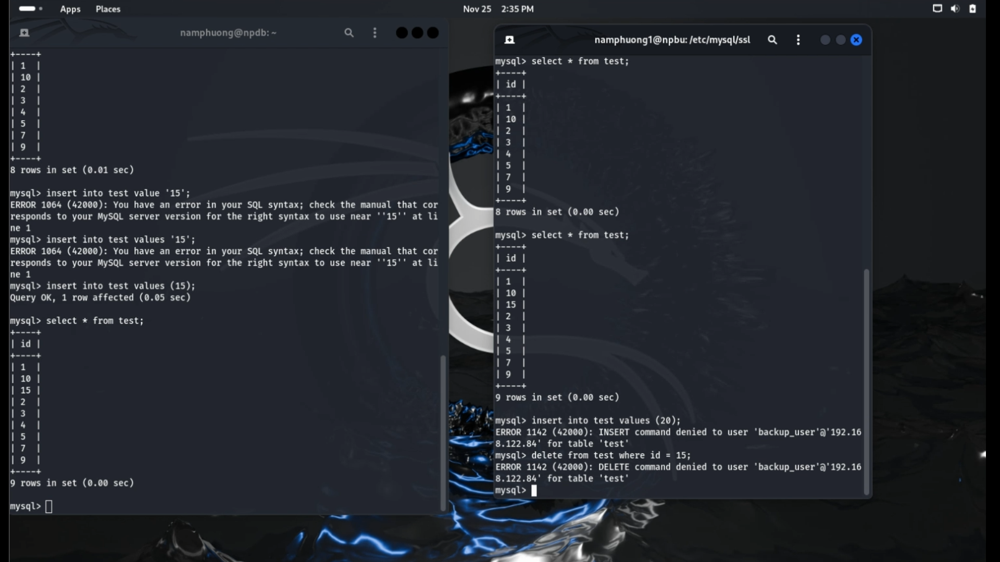 Apps Places Nov 25 2:35 PM
namphuong@npdb: ~
+----+
| 1  |
| 10 |
| 2  |
| 3  |
| 4  |
| 5  |
| 7  |
| 9  |
+----+
8 rows in set (0.01 sec)
mysql> insert into test value '15';
ERROR 1064 (42000): You have an error in your SQL syntax; check the manual that cor
responds to your MySQL server version for the right syntax to use near ''15'' at li
ne 1
mysql> insert into test values '15';
ERROR 1064 (42000): You have an error in your SQL syntax; check the manual that cor
responds to your MySQL server version for the right syntax to use near ''15'' at li
ne 1
mysql> insert into test values (15);
Query OK, 1 row affected (0.05 sec)
mysql> select * from test;
+----+
| id |
+----+
| 1  |
| 10 |
| 15 |
| 2  |
| 3  |
| 4  |
| 5  |
| 7  |
| 9  |
+----+
9 rows in set (0.00 sec)
mysql>
namphuong1@npbu: /etc/mysql/ssl
mysql> select * from test;
+----+
| id |
+----+
| 1  |
| 10 |
| 2  |
| 3  |
| 4  |
| 5  |
| 7  |
| 9  |
+----+
8 rows in set (0.00 sec)
mysql> select * from test;
+----+
| id |
+----+
| 1  |
| 10 |
| 15 |
| 2  |
| 3  |
| 4  |
| 5  |
| 7  |
| 9  |
+----+
9 rows in set (0.00 sec)
mysql> insert into test values (20);
ERROR 1142 (42000): INSERT command denied to user 'backup_user'@'192.16
8.122.84' for table 'test'
mysql> delete from test where id = 15;
ERROR 1142 (42000): DELETE command denied to user 'backup_user'@'192.16
8.122.84' for table 'test'
mysql>